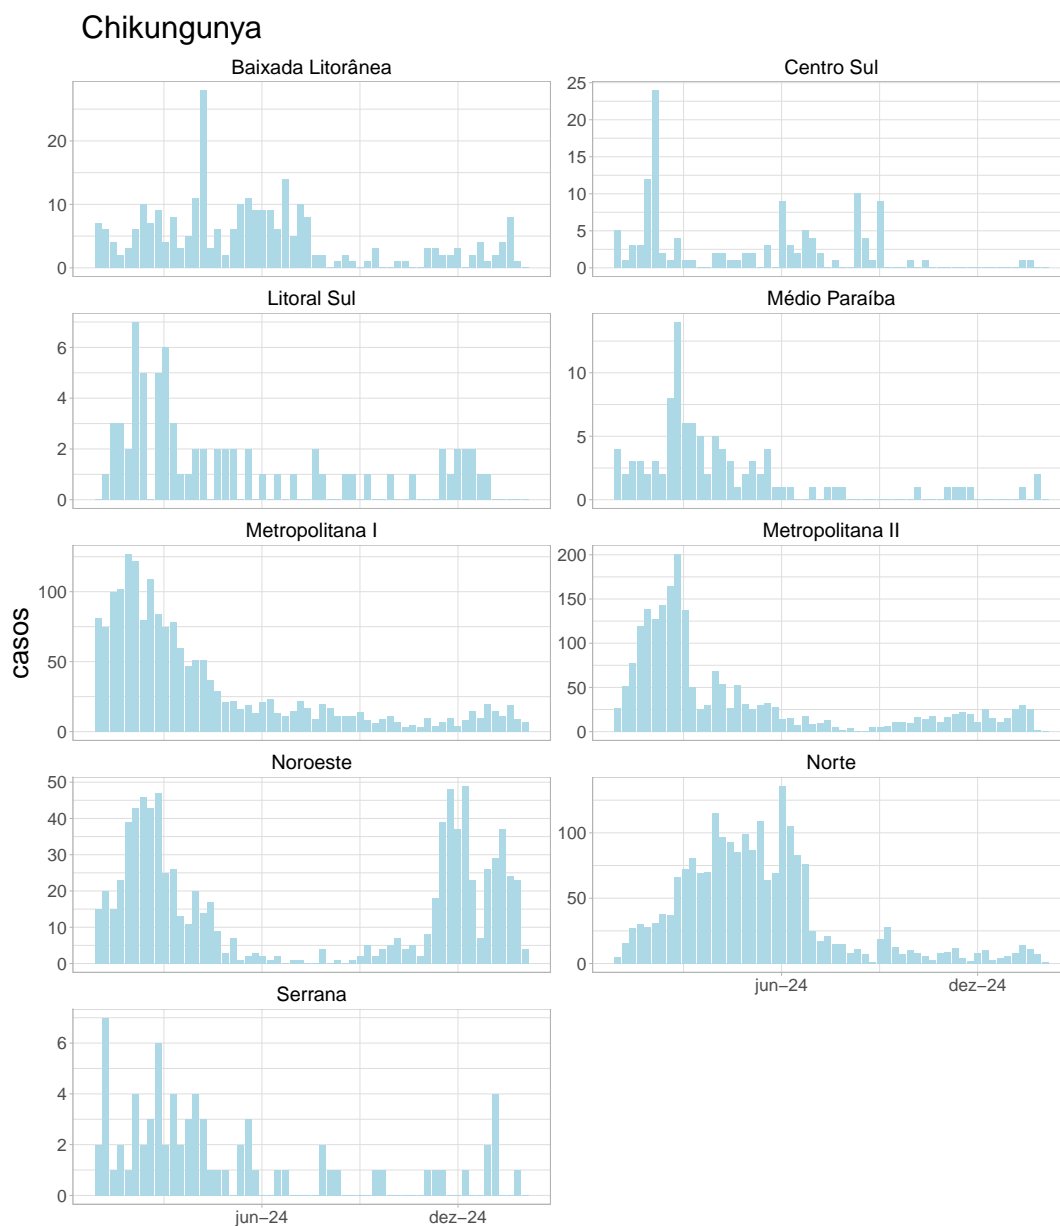 Chikungunya
Baixada Litorânea
Centro Sul
20
10
0
25
20
15
10
5
0
Litoral Sul
Médio Paraíba
6
4
2
0
10
5
0
Metropolitana I
Metropolitana II
100
50
0
200
150
100
50
0
casos
Noroeste
Norte
50
40
30
20
10
0
100
50
0
jun−24
dez−24
Serrana
6
4
2
0
jun−24
dez−24